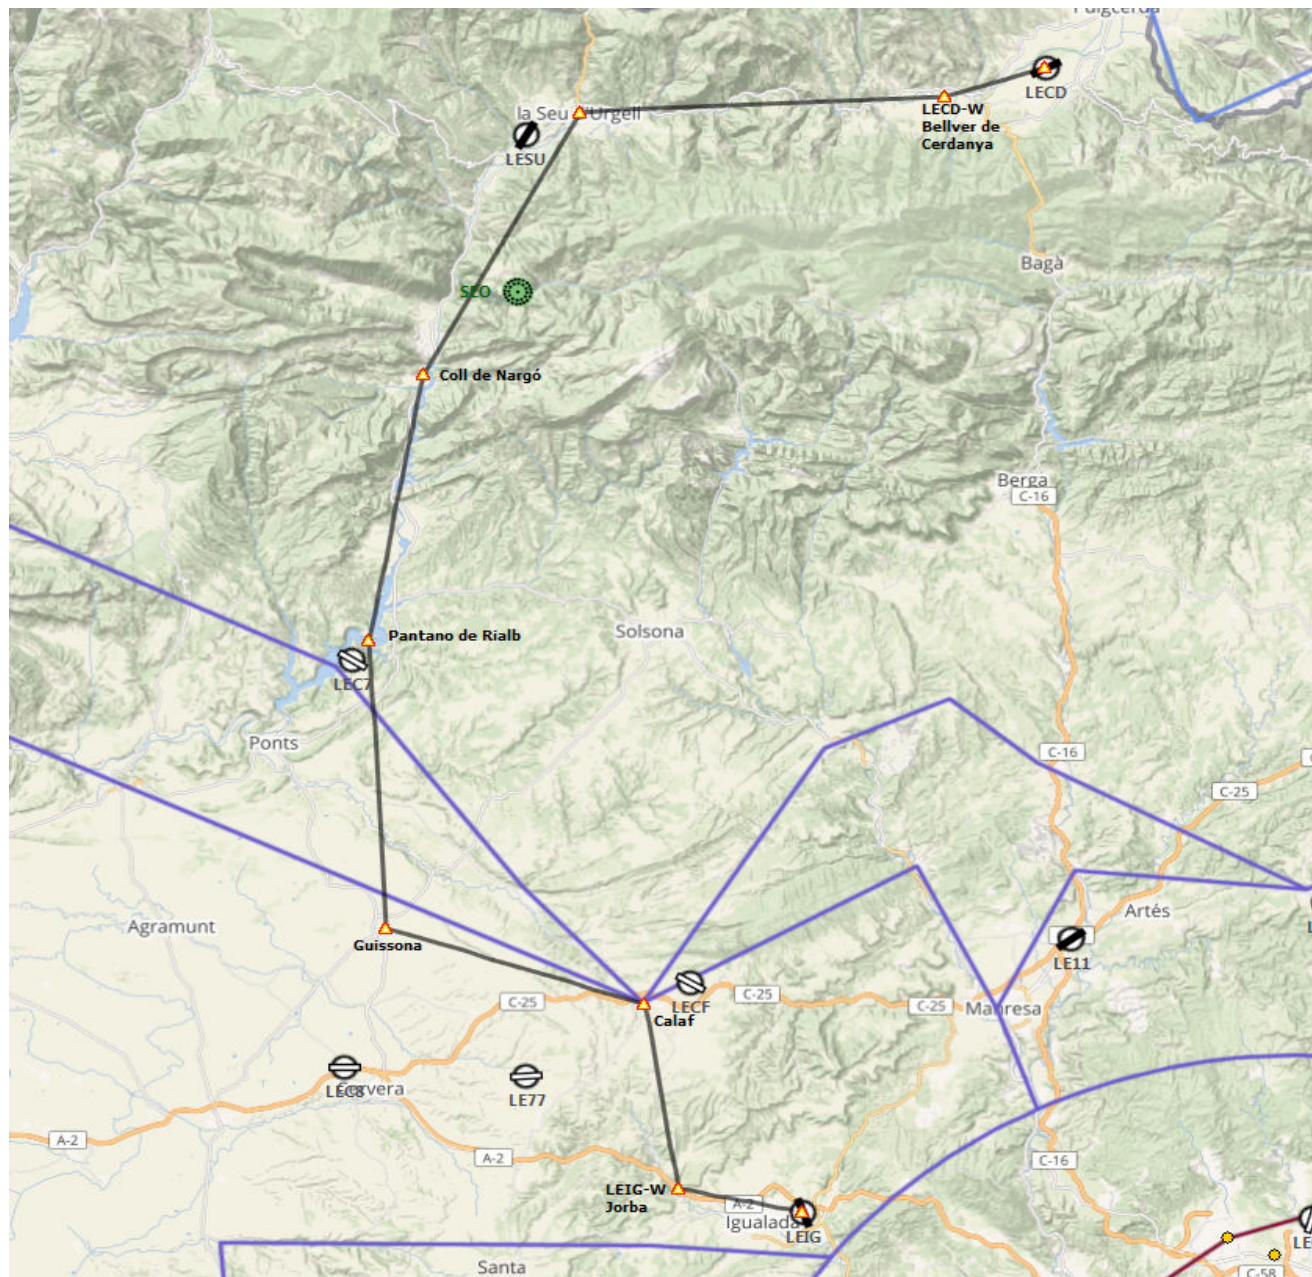 Puigcerdà
LECD
LECD-W
Bellver de
Cerdanya
la Seu d'Urgell
LESU
Bagà
SEO
Coll de Nargó
Berga
C-16
Pantano de Rialb
Solsona
LEC7
Ponts
C-16
C-25
Agramunt
Artés
Guissona
LE11
C-25
LECF
C-25
C-25
Manresa
Calaf
LEC8
Cervera
LE77
A-2
A-2
C-16
LEIG-W
Jorba
A-2
Igualada
LEIG
LE
Santa
C-58